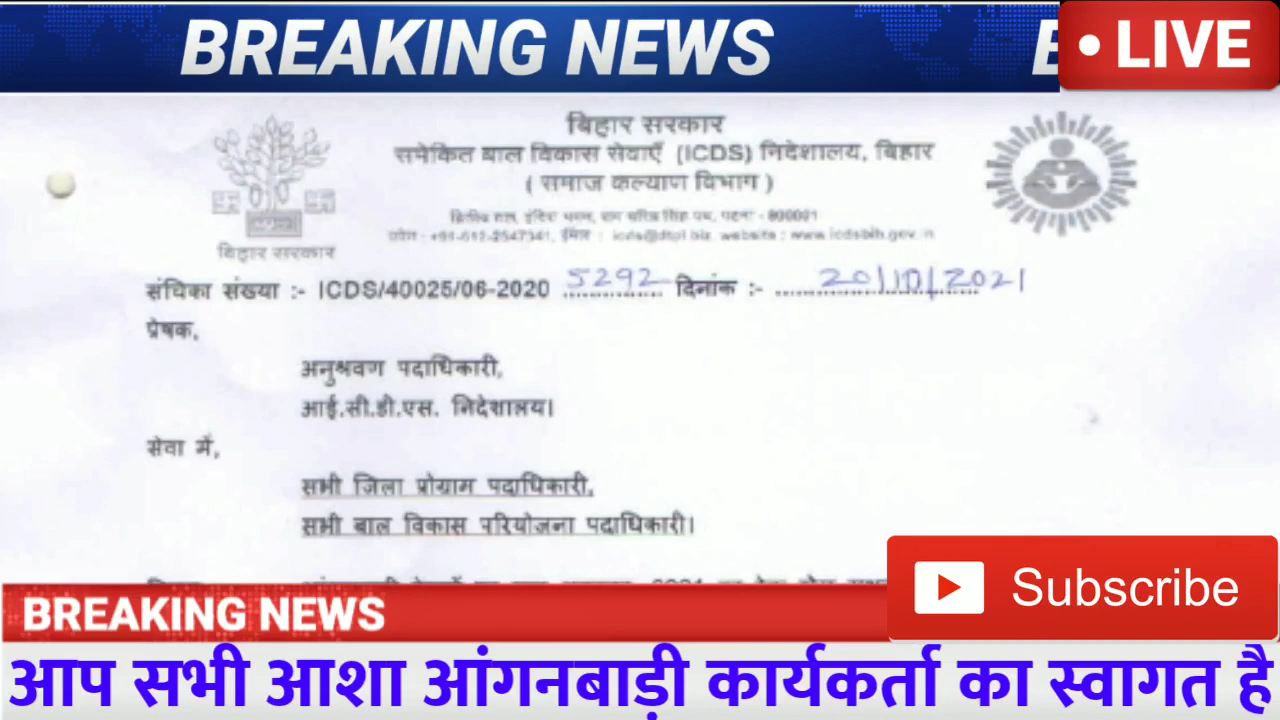 BREAKING NEWS
LIVE
बिहार सरकार
समेकित बाल विकास सेवाएँ (ICDS) निदेशालय, बिहार
( समाज कल्याण विभाग )
बिहार सरकार
संचिका संख्या :- ICDS/40025/06-2020 5292 दिनांक :- 20/10/2021
प्रेषक,
अनुश्रवण पदाधिकारी,
आई.सी.डी.एस. निदेशालय।
सेवा में,
सभी जिला प्रोग्राम पदाधिकारी,
सभी बाल विकास परियोजना पदाधिकारी।
Subscribe
BREAKING NEWS
आप सभी आशा आंगनबाड़ी कार्यकर्ता का स्वागत है